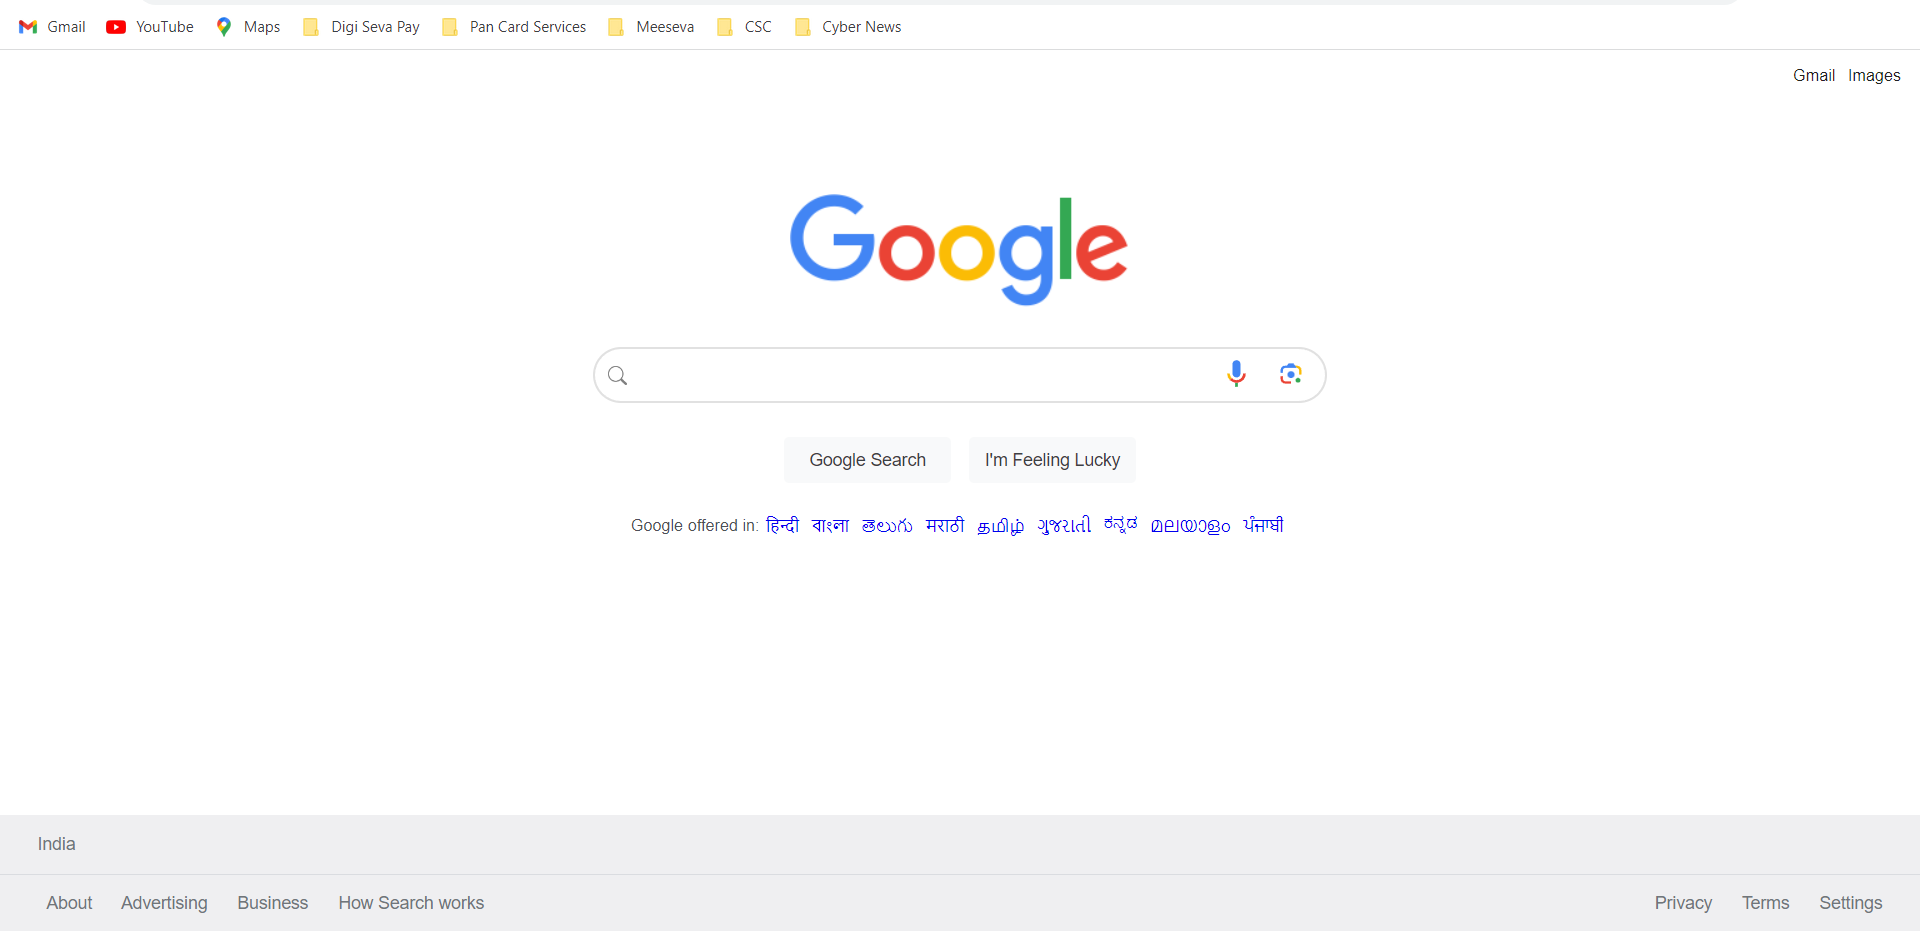 Gmail YouTube Maps Digi Seva Pay Pan Card Services Meeseva CSC Cyber News
Gmail Images
Google
Google Search I'm Feeling Lucky
Google offered in: हिन्दी বাংলা తెలుగు मराठी தமிழ் ગુજરાતી ಕನ್ನಡ മലയാളം ਪੰਜਾਬੀ
India
About Advertising Business How Search works Privacy Terms Settings